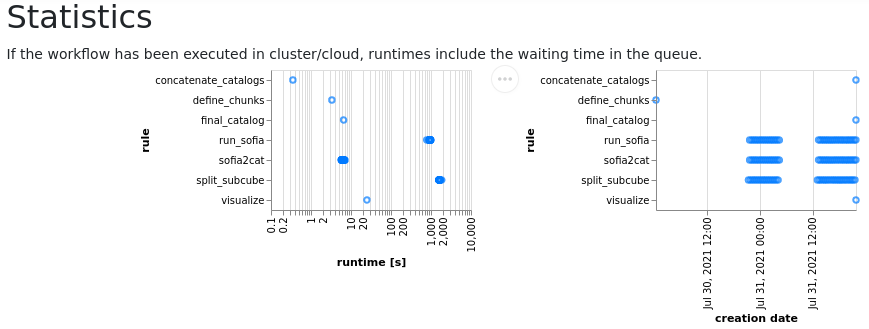 Statistics
If the workflow has been executed in cluster/cloud, runtimes include the waiting time in the queue.
rule
concatenate_catalogs
define_chunks
final_catalog
run_sofia
sofia2cat
split_subcube
visualize
0.1
0.2
1
2
10
20
100
200
1,000
2,000
10,000
runtime [s]
rule
concatenate_catalogs
define_chunks
final_catalog
run_sofia
sofia2cat
split_subcube
visualize
Jul 30, 2021 12:00
Jul 31, 2021 00:00
Jul 31, 2021 12:00
creation date